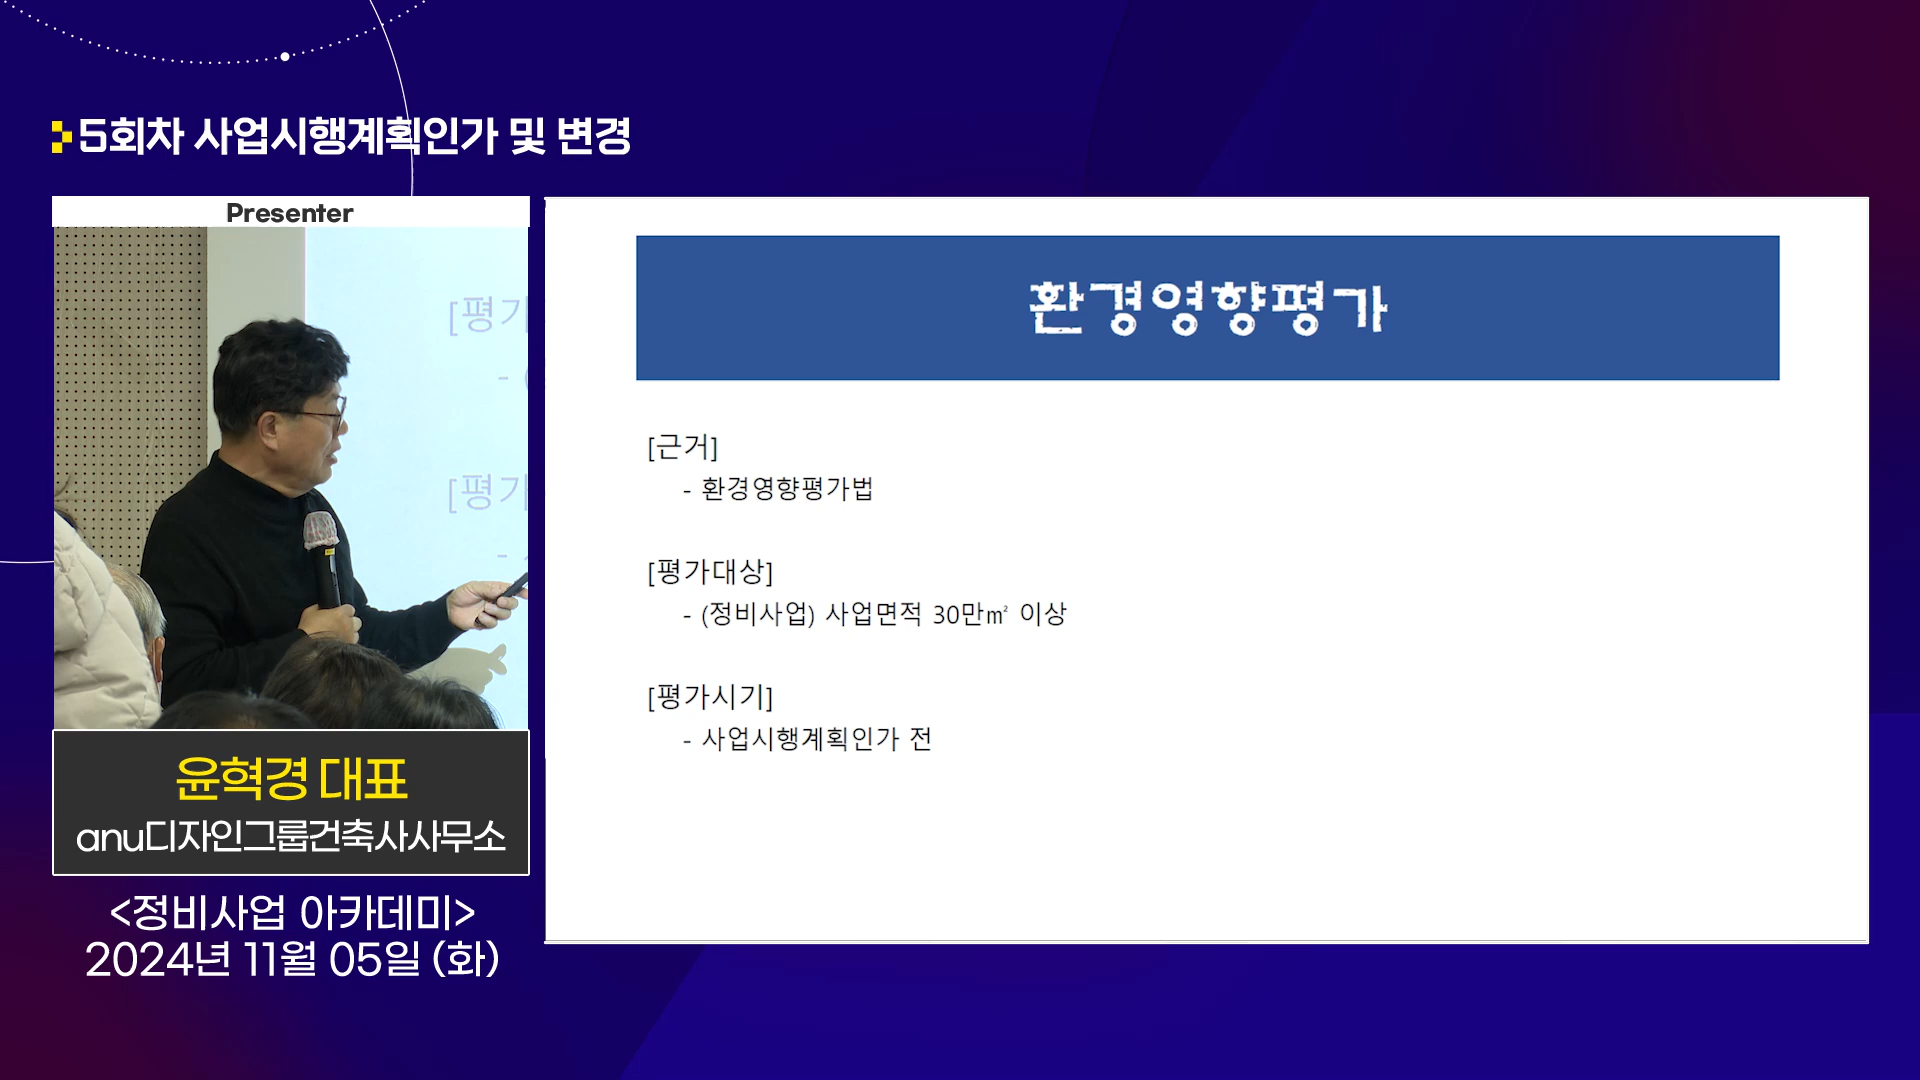 5회차 사업시행계획인가 및 변경
Presenter
[평가
- (
[평가
-
윤혁경 대표
anu디자인그룹건축사사무소
<정비사업 아카데미>
2024년 11월 05일 (화)
환경영향평가
[근거]
- 환경영향평가법
[평가대상]
- (정비사업) 사업면적 30만㎡ 이상
[평가시기]
- 사업시행계획인가 전